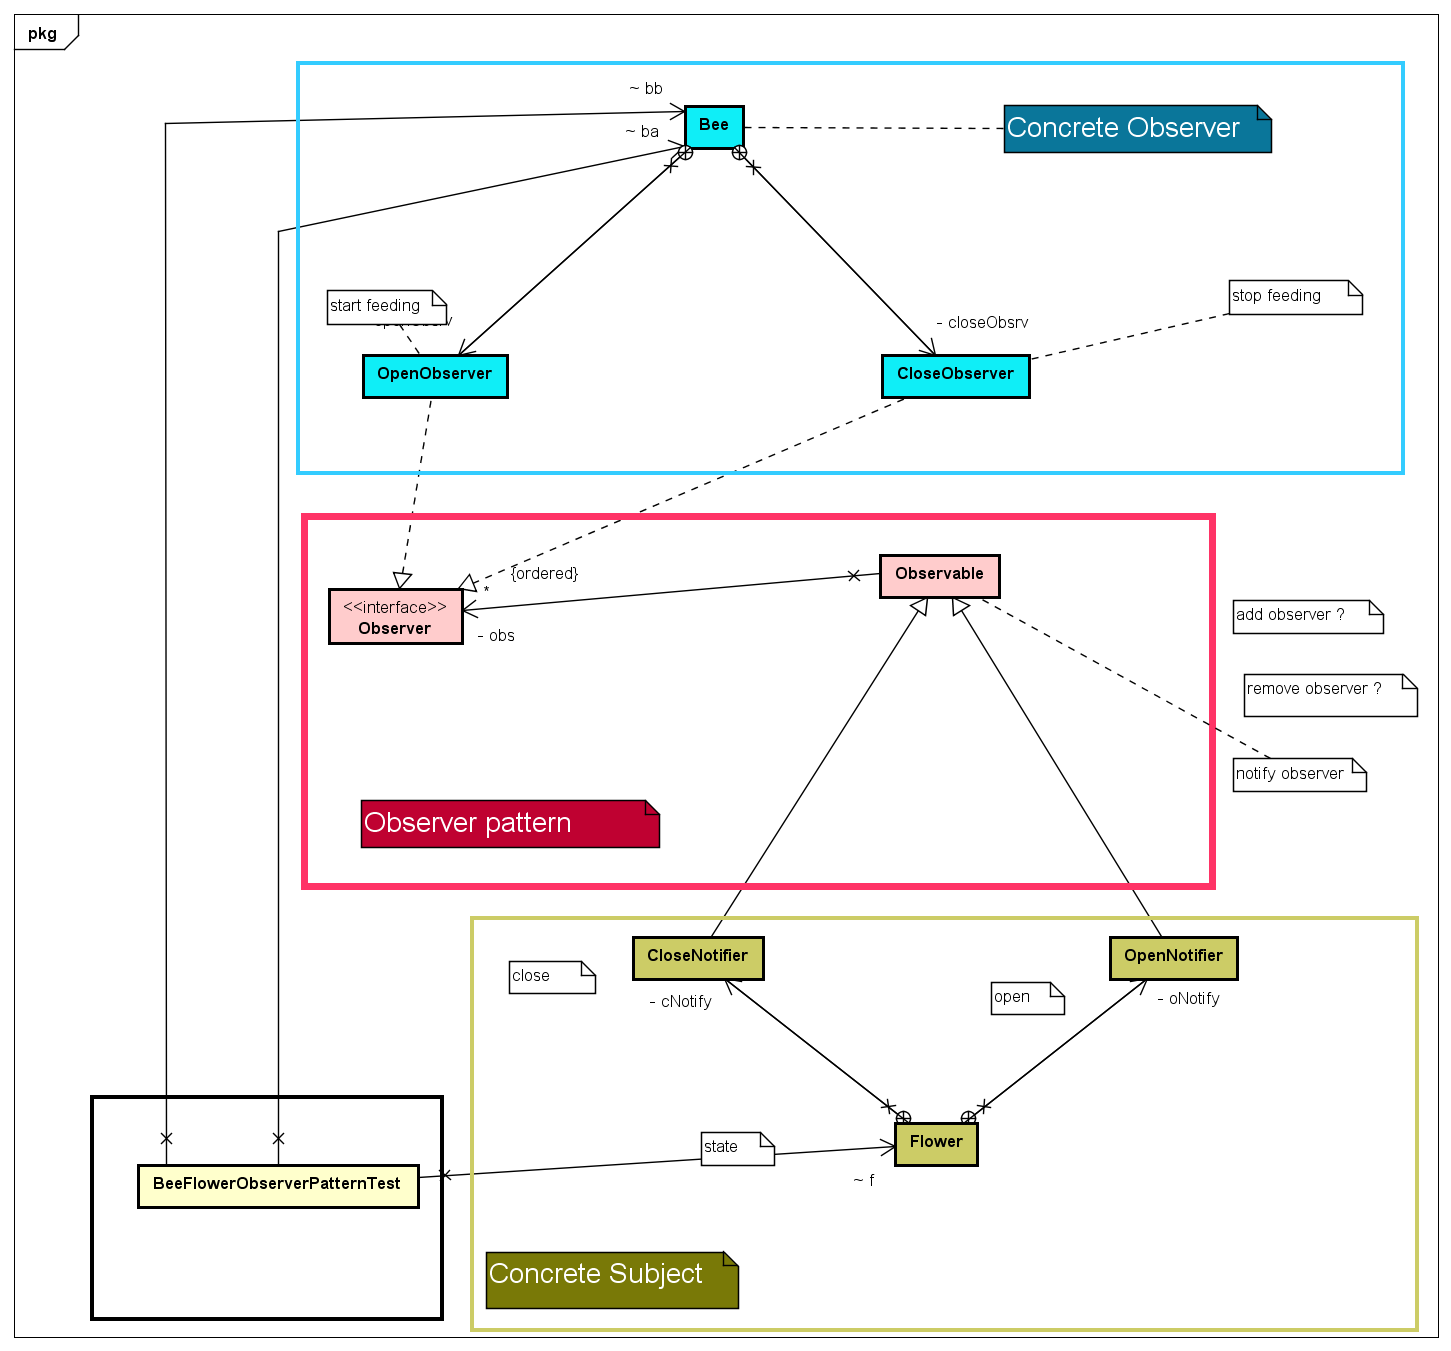 pkg
~ bb
Bee
Concrete Observer
~ ba
start feeding
stop feeding
- closeObsrv
OpenObserver
CloseObserver
{ordered}
*
Observable
<<interface>>
Observer
- obs
add observer ?
remove observer ?
notify observer
Observer pattern
CloseNotifier
OpenNotifier
close
- cNotify
open
- oNotify
Flower
state
~ f
BeeFlowerObserverPatternTest
Concrete Subject